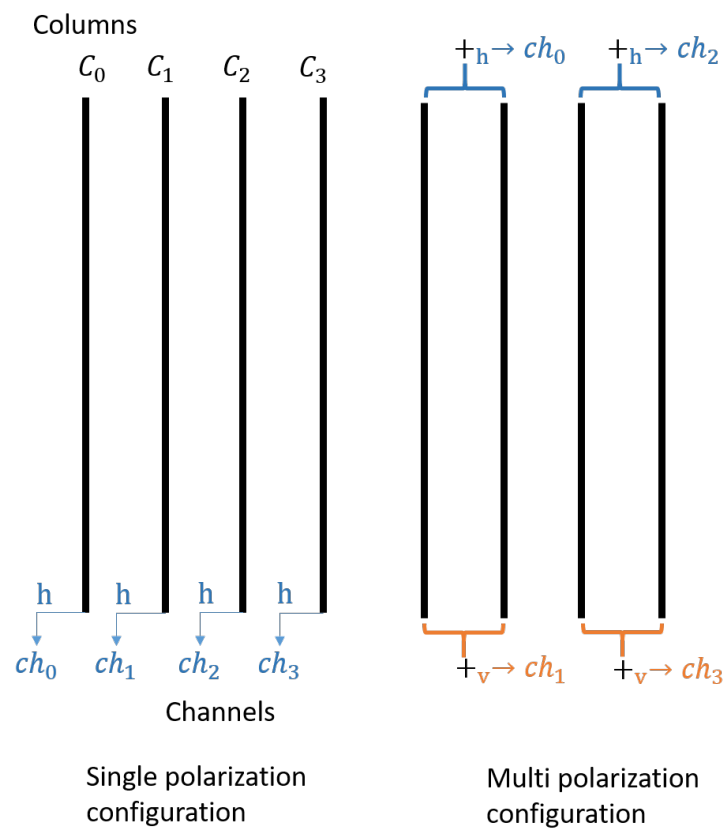 Columns
C₀ C₁ C₂ C₃
+ₕ→ ch₀ +ₕ→ ch₂
h h h h
ch₀ ch₁ ch₂ ch₃
+ᵥ→ ch₁ +ᵥ→ ch₃
Channels
Single polarization
configuration
Multi polarization
configuration